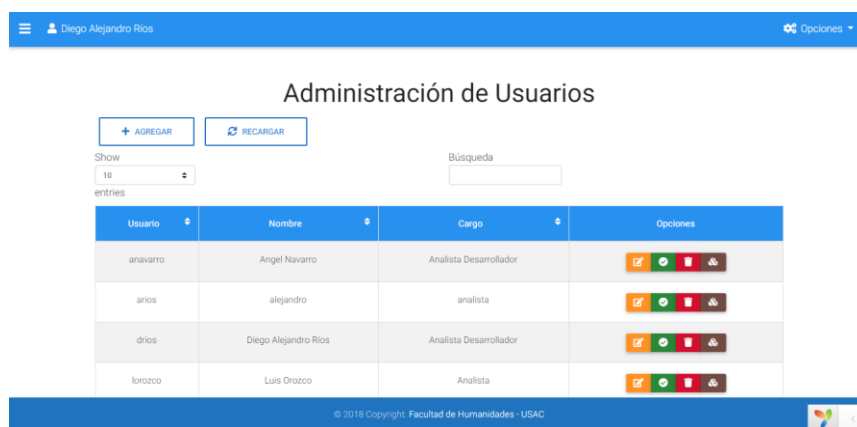 Diego Alejandro Ríos Opciones
Administración de Usuarios
AGREGAR RECARGAR
Show Búsqueda
10
entries
Usuario Nombre Cargo Opciones
anavarro Angel Navarro Analista Desarrollador
arios alejandro analista
drios Diego Alejandro Ríos Analista Desarrollador
lorozco Luis Orozco Analista
© 2018 Copyright: Facultad de Humanidades - USAC